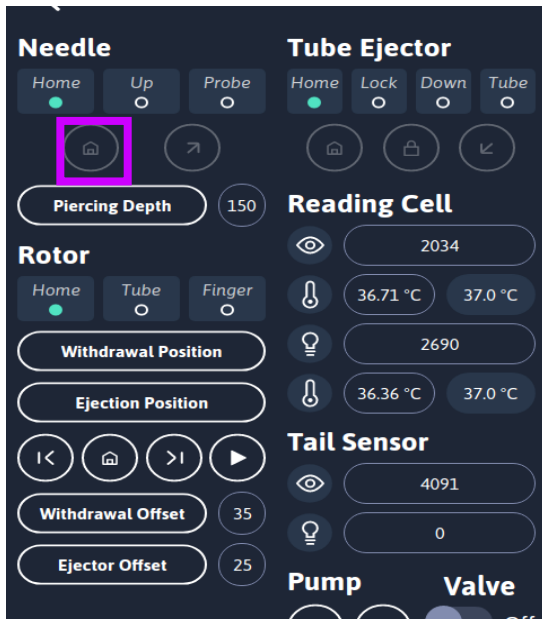 Needle
Home Up Probe
Piercing Depth 150
Rotor
Home Tube Finger
Withdrawal Position
Ejection Position
Withdrawal Offset 35
Ejector Offset 25
Tube Ejector
Home Lock Down Tube
Reading Cell
2034
36.71 °C 37.0 °C
2690
36.36 °C 37.0 °C
Tail Sensor
4091
0
Pump Valve